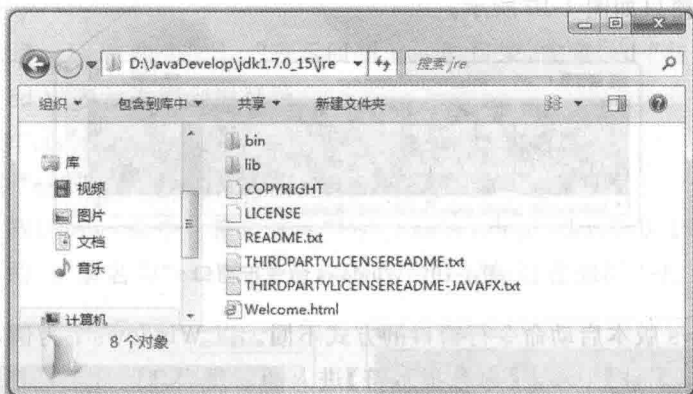 D:\JavaDevelop\jdk1.7.0_15\jre
搜索 jre
组织
包含到库中
共享
新建文件夹
库
视频
图片
文档
音乐
计算机
bin
lib
COPYRIGHT
LICENSE
README.txt
THIRDPARTYLICENSEREADME.txt
THIRDPARTYLICENSEREADME-JAVAFX.txt
Welcome.html
8 个对象